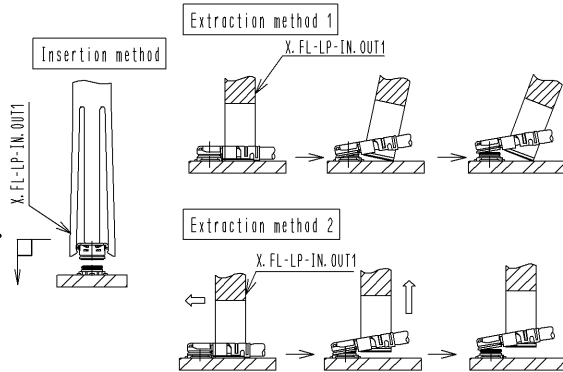 Extraction method 1
X.FL-LP-IN.OUT1
Insertion method
X.FL-LP-IN.OUT1
Extraction method 2
X.FL-LP-IN.OUT1